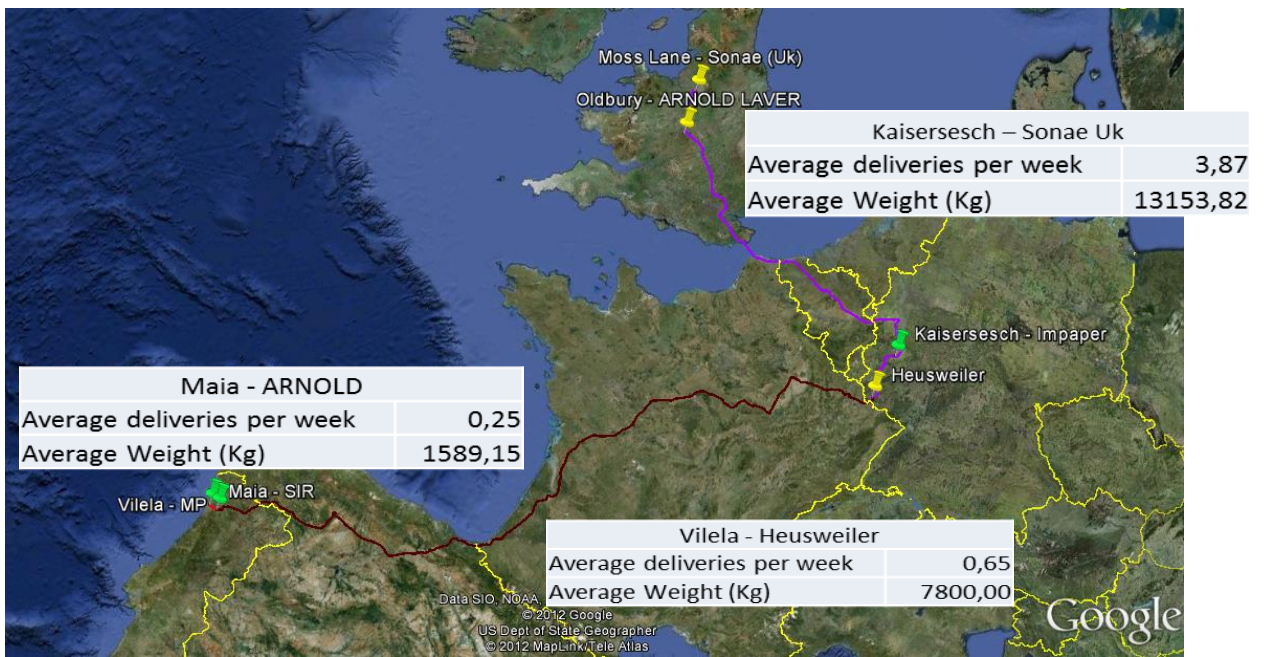 Moss Lane - Sonae (Uk)
Oldbury - ARNOLD LAVER
Kaisersesch – Sonae Uk
Average deliveries per week 3,87
Average Weight (Kg) 13153,82
Kaisersesch - Impaper
Heusweiler
Maia - ARNOLD
Average deliveries per week 0,25
Average Weight (Kg) 1589,15
Maia - SIR
Vilela - MP
Vilela - Heusweiler
Average deliveries per week 0,65
Average Weight (Kg) 7800,00
Data SIO, NOAA,
© 2012 Google
US Dept of State Geographer
© 2012 MapLink/Tele Atlas
Google